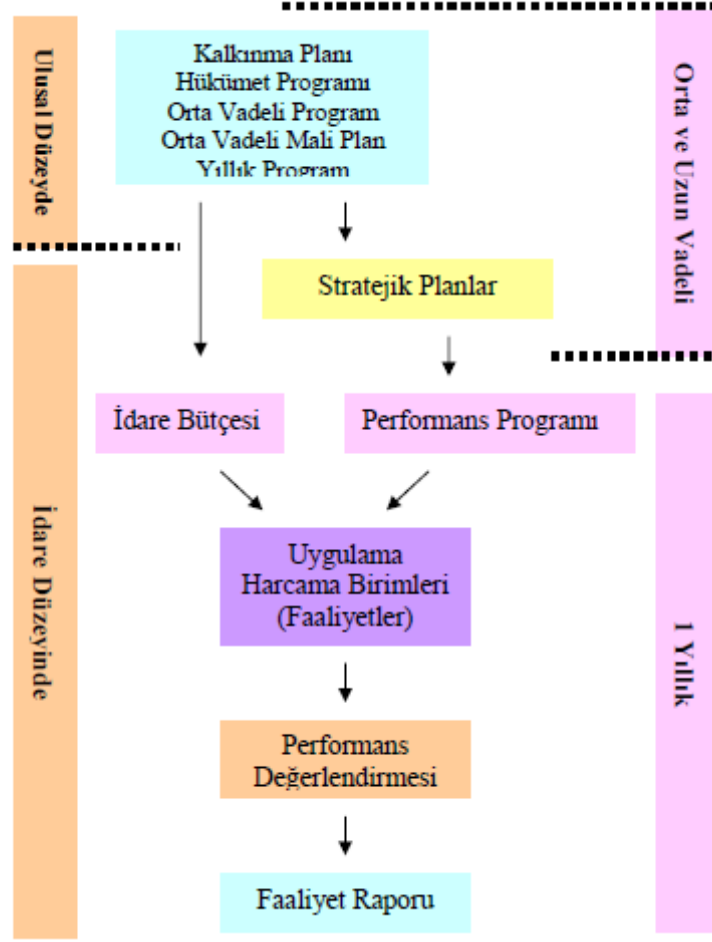 Ulusal Düzeyde
Kalkınma Planı
Hükümet Programı
Orta Vadeli Program
Orta Vadeli Mali Plan
Yıllık Program
Orta ve Uzun Vadeli
Stratejik Planlar
İdare Düzeyinde
İdare Bütçesi
Performans Programı
1 Yıllık
Uygulama
Harcama Birimleri
(Faaliyetler)
Performans
Değerlendirmesi
Faaliyet Raporu